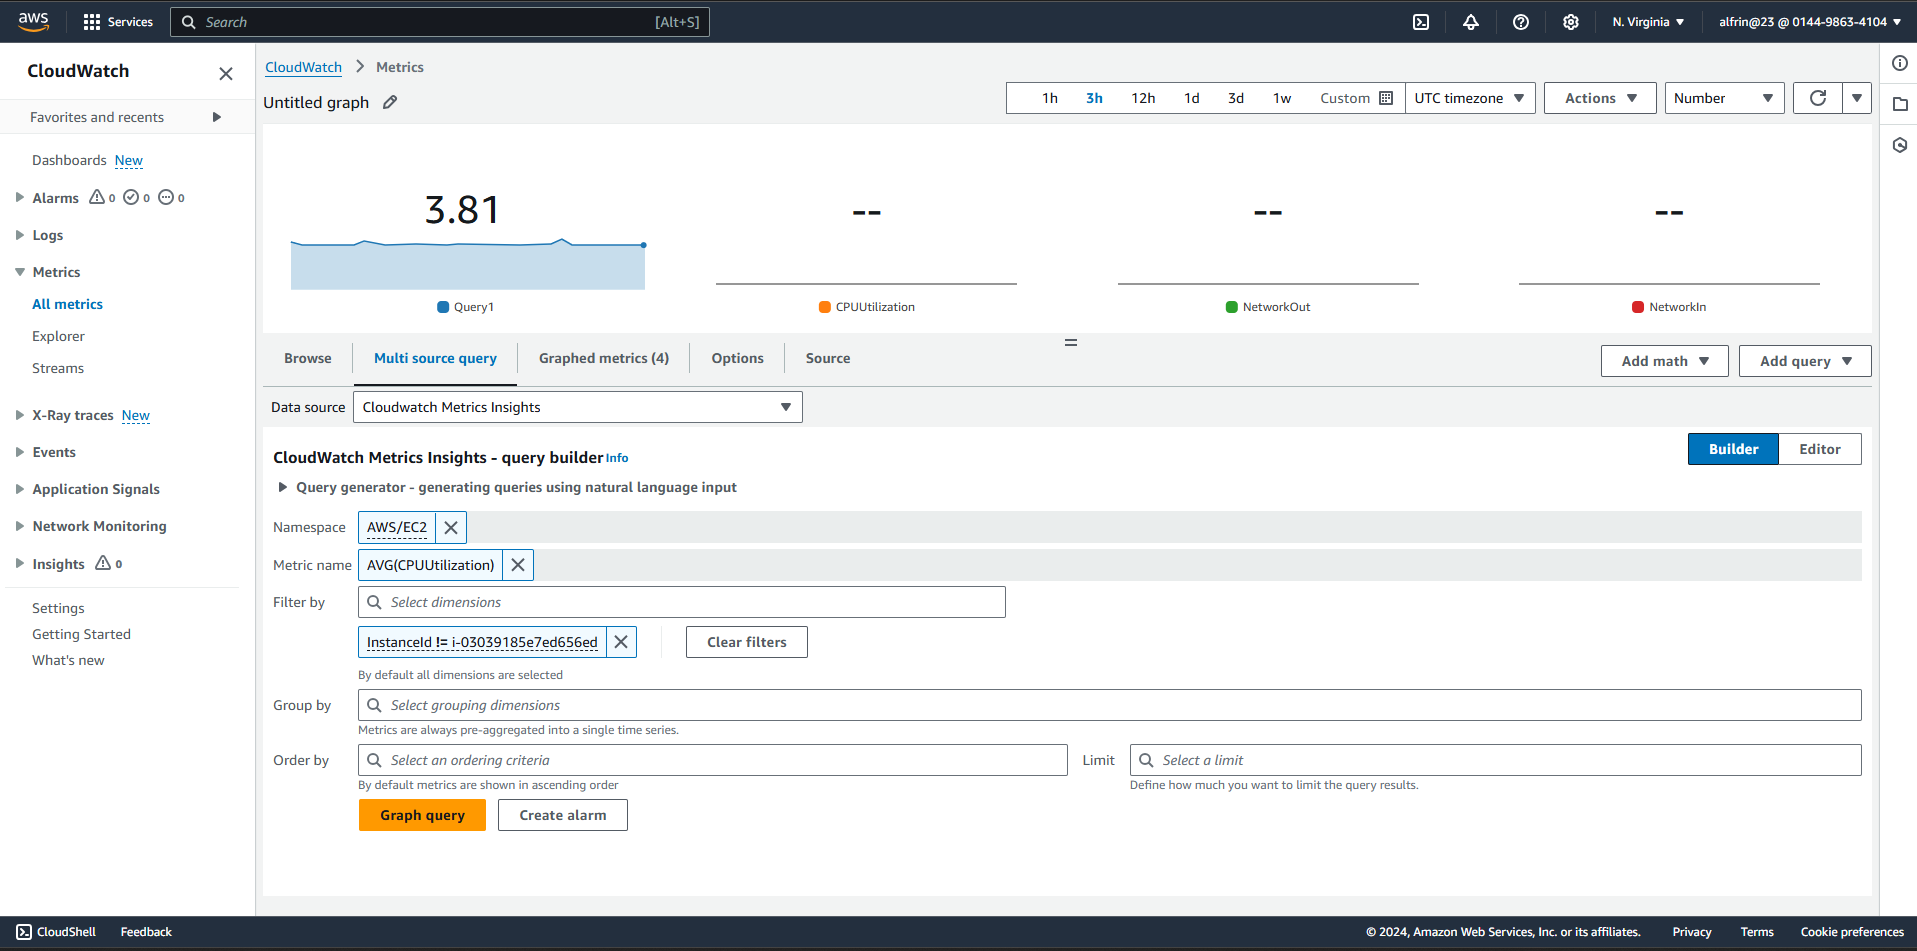 aws Services Search [Alt+S] N. Virginia alfrin@23 @ 0144-9863-4104
CloudWatch
Favorites and recents
Dashboards New
Alarms 0 0 0
Logs
Metrics
All metrics
Explorer
Streams
X-Ray traces New
Events
Application Signals
Network Monitoring
Insights 0
Settings
Getting Started
What's new
CloudWatch Metrics
Untitled graph
1h 3h 12h 1d 3d 1w Custom UTC timezone Actions Number
3.81 -- -- --
Query1 CPUUtilization NetworkOut NetworkIn
Browse Multi source query Graphed metrics (4) Options Source Add math Add query
Data source Cloudwatch Metrics Insights
CloudWatch Metrics Insights - query builder Info Builder Editor
Query generator - generating queries using natural language input
Namespace AWS/EC2
Metric name AVG(CPUUtilization)
Filter by Select dimensions
InstanceId != i-03039185e7ed656ed Clear filters
By default all dimensions are selected
Group by Select grouping dimensions
Metrics are always pre-aggregated into a single time series.
Order by Select an ordering criteria Limit Select a limit
By default metrics are shown in ascending order Define how much you want to limit the query results.
Graph query Create alarm
CloudShell Feedback © 2024, Amazon Web Services, Inc. or its affiliates. Privacy Terms Cookie preferences